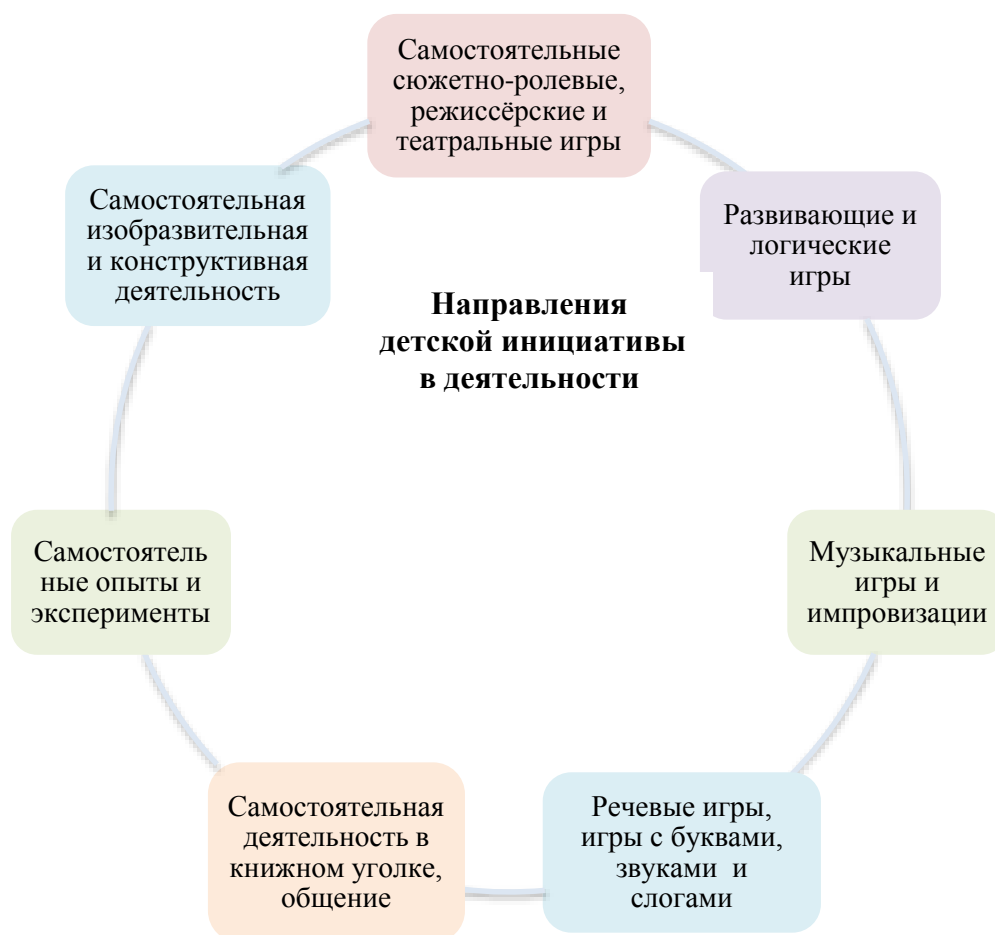 Самостоятельные
сюжетно-ролевые,
режиссёрские и
театральные игры
Развивающие и
логические
игры
Музыкальные
игры и
импровизации
Речевые игры,
игры с буквами,
звуками и
слогами
Самостоятельная
деятельность в
книжном уголке,
общение
Самостоятель
ные опыты и
эксперименты
Самостоятельная
изобразвительная
и конструктивная
деятельность
Направления
детской инициативы
в деятельности